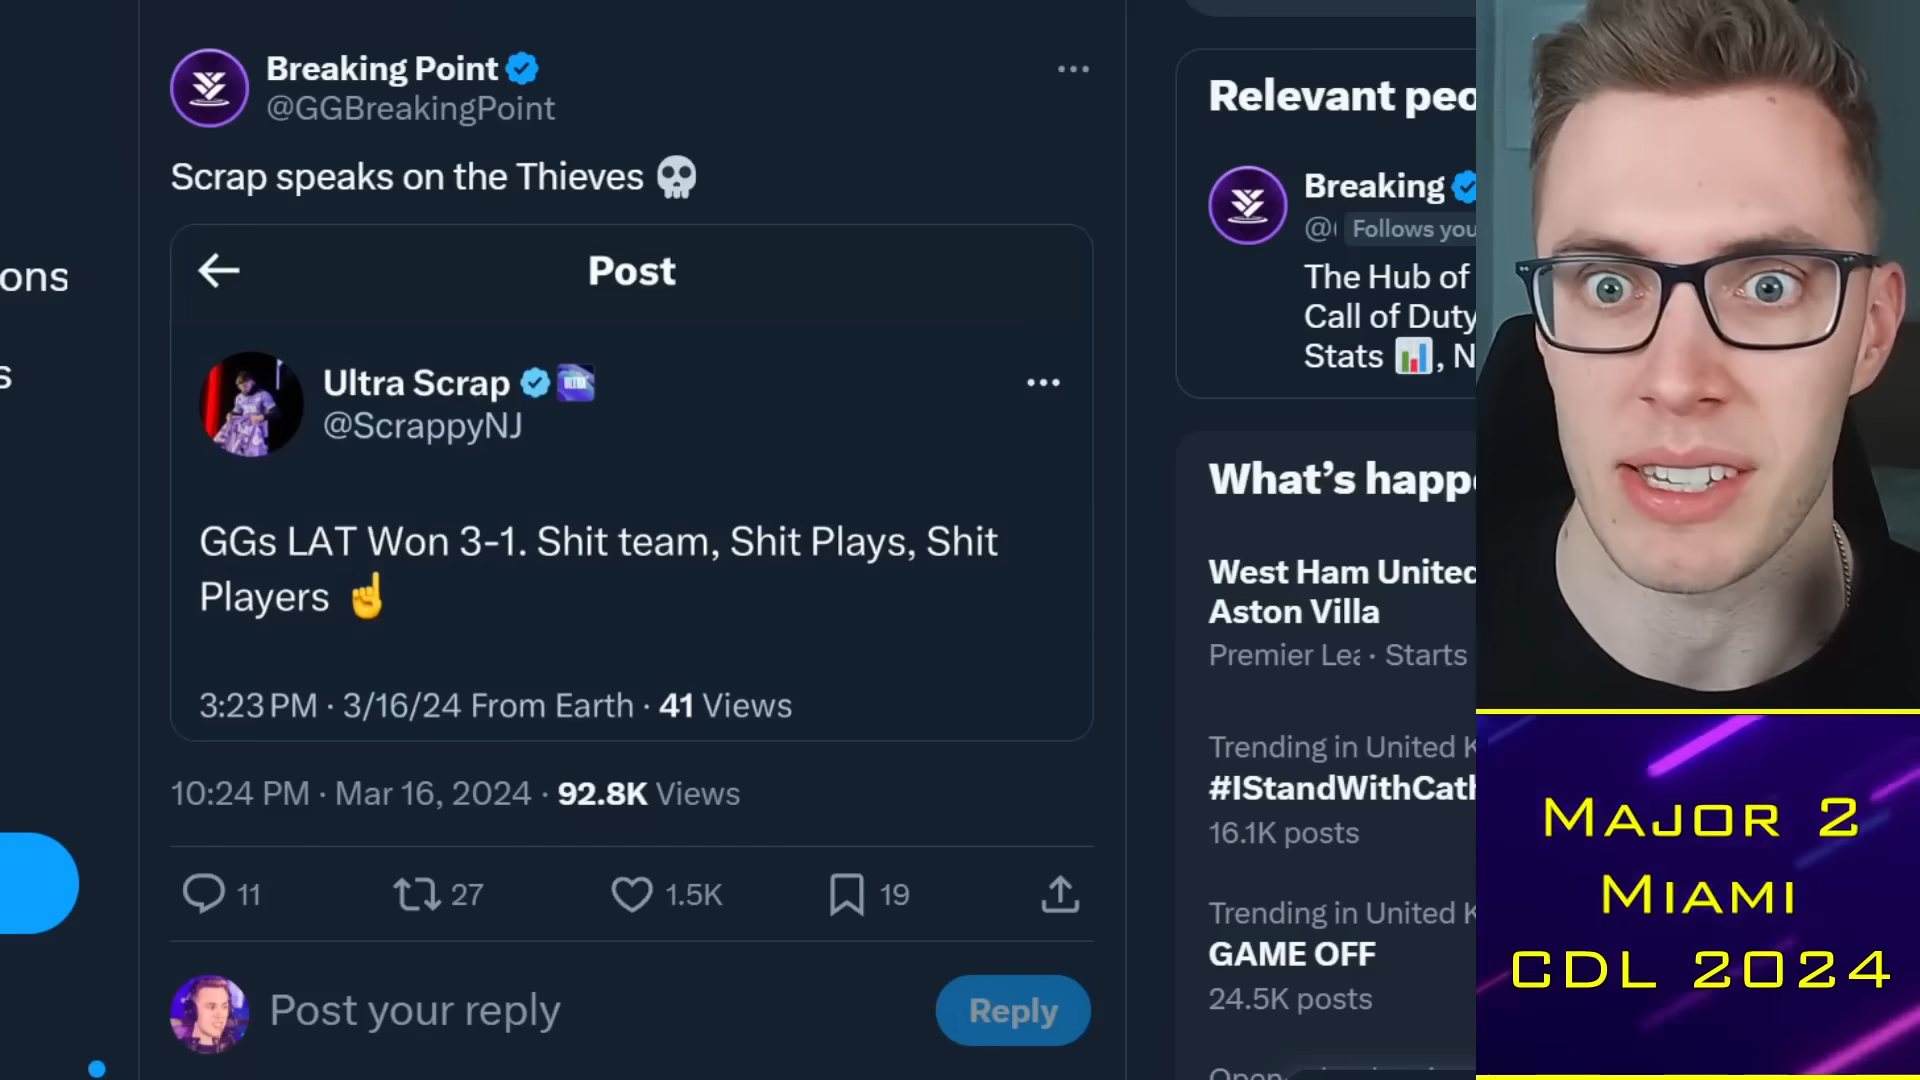 Breaking Point
@GGBreakingPoint
Scrap speaks on the Thieves 💀
Post
Ultra Scrap
@ScrappyNJ
GGs LAT Won 3-1. Shit team, Shit Plays, Shit
Players ☝️
3:23 PM · 3/16/24 From Earth · 41 Views
10:24 PM · Mar 16, 2024 · 92.8K Views
11 27 1.5K 19
Post your reply
Reply
ons
s
Relevant peo
Breaking
@( Follows you
The Hub of
Call of Duty
Stats 📊, N
What's happe
West Ham United
Aston Villa
Premier Lea · Starts
Trending in United K
#IStandWithCath
16.1K posts
Trending in United K
GAME OFF
24.5K posts
Major 2
Miami
CDL 2024